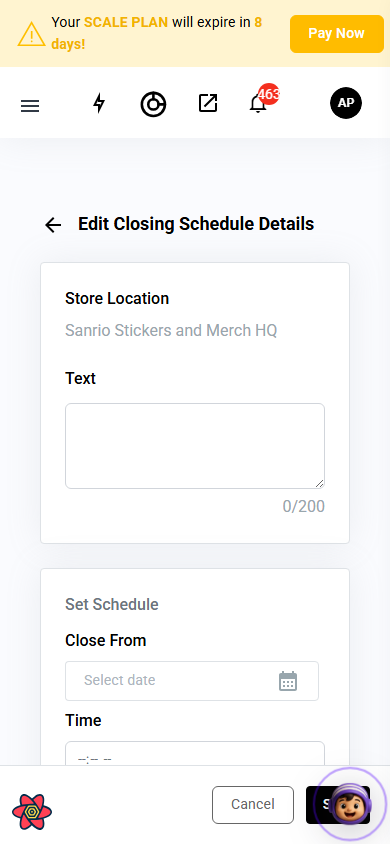 Your SCALE PLAN will expire in 8
days!
Pay Now
463
AP
Edit Closing Schedule Details
Store Location
Sanrio Stickers and Merch HQ
Text
0/200
Set Schedule
Close From
Select date
Time
--:-- --
Cancel